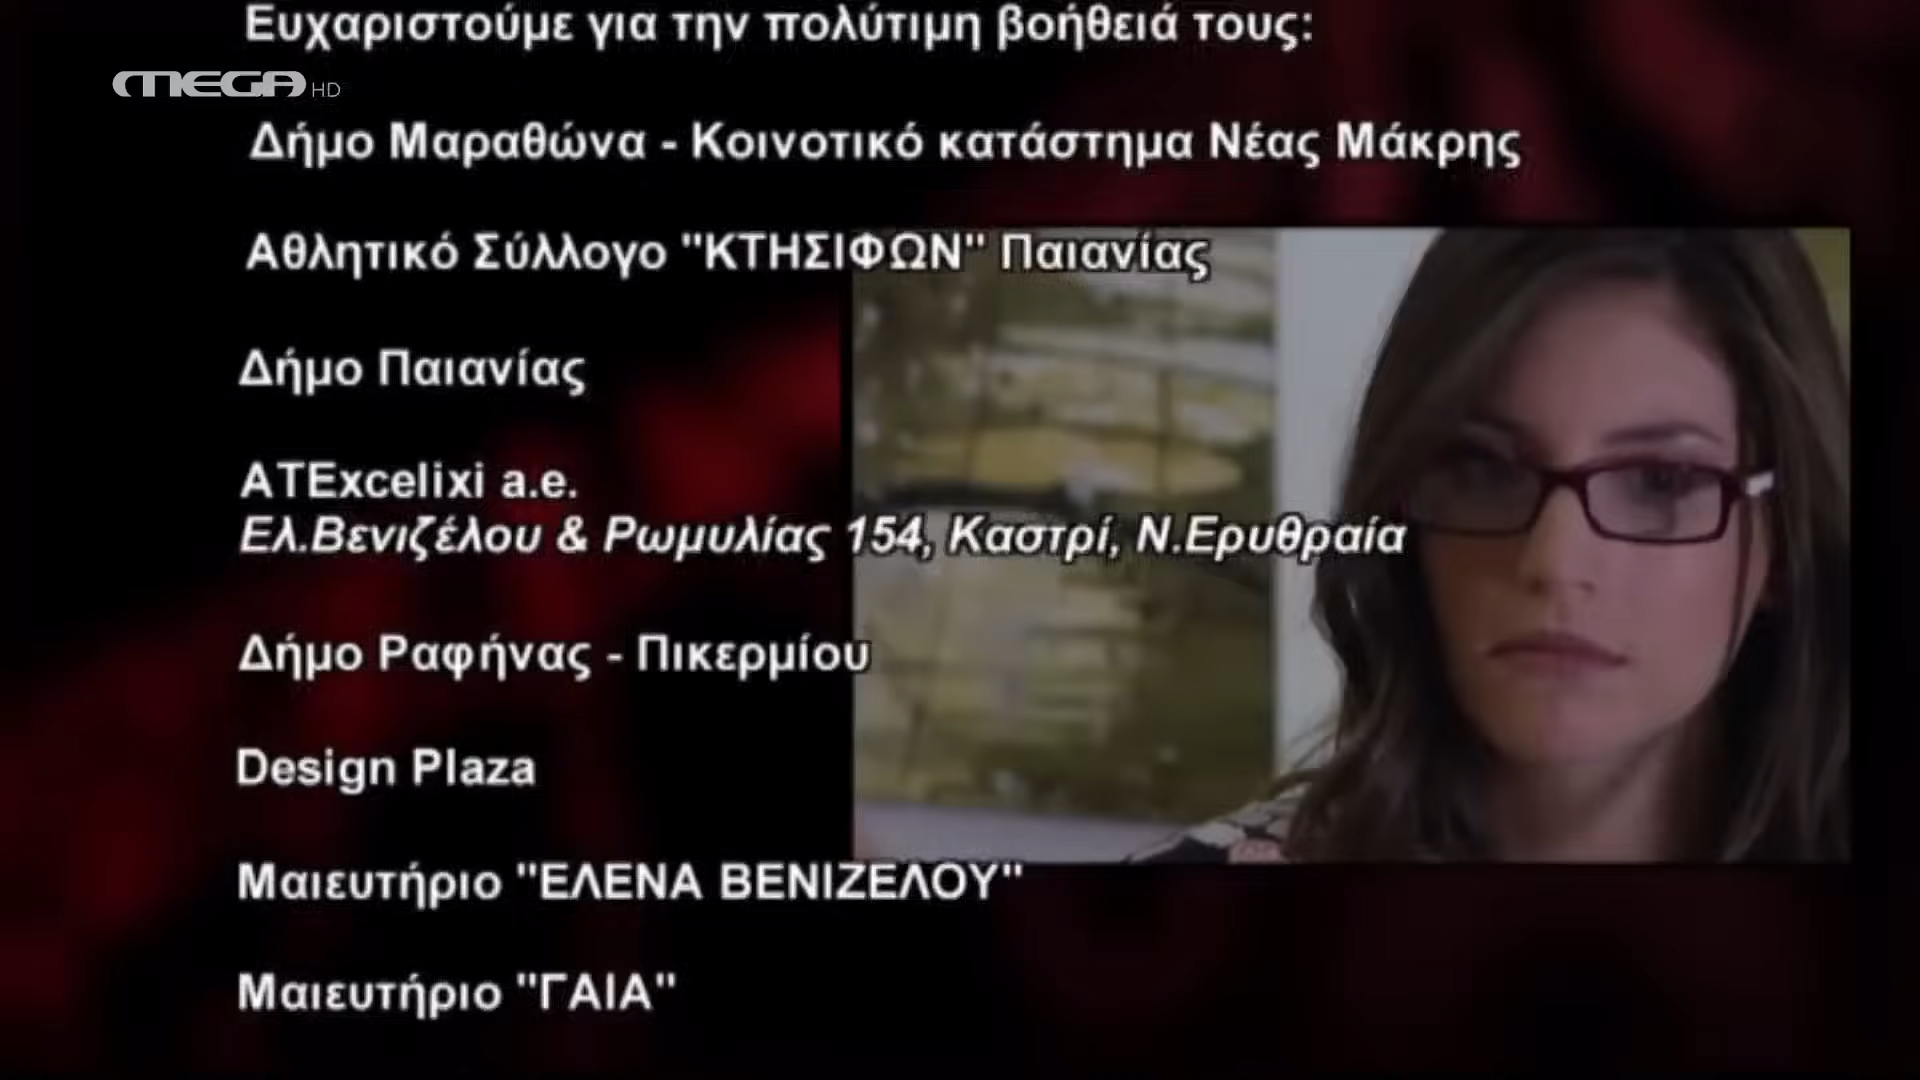 Ευχαριστούμε για την πολύτιμη βοήθειά τους:
MEGA HD
Δήμο Μαραθώνα - Κοινοτικό κατάστημα Νέας Μάκρης
Αθλητικό Σύλλογο "ΚΤΗΣΙΦΩΝ" Παιανίας
Δήμο Παιανίας
ATExcelixi a.e.
Ελ.Βενιζέλου & Ρωμυλίας 154, Καστρί, Ν.Ερυθραία
Δήμο Ραφήνας - Πικερμίου
Design Plaza
Μαιευτήριο "ΕΛΕΝΑ ΒΕΝΙΖΕΛΟΥ"
Μαιευτήριο "ΓΑΙΑ"